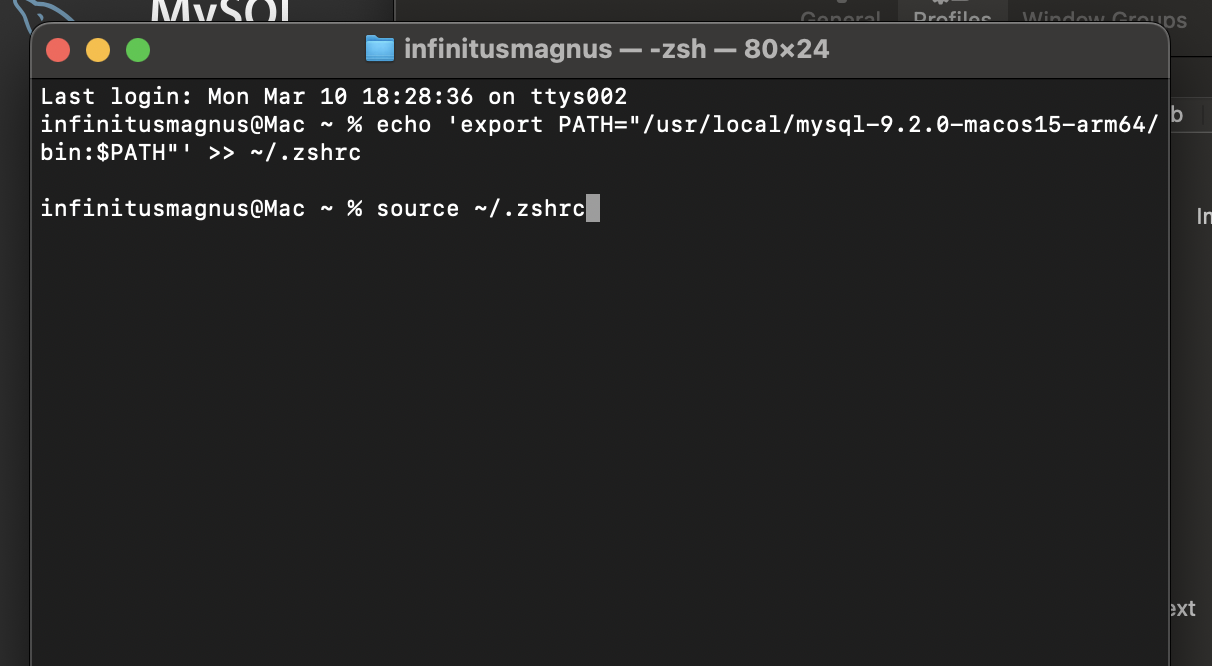 MySQL
General Profiles Window Groups
infinitusmagnus — -zsh — 80×24
Last login: Mon Mar 10 18:28:36 on ttys002
infinitusmagnus@Mac ~ % echo 'export PATH="/usr/local/mysql-9.2.0-macos15-arm64/
bin:$PATH"' >> ~/.zshrc
infinitusmagnus@Mac ~ % source ~/.zshrc